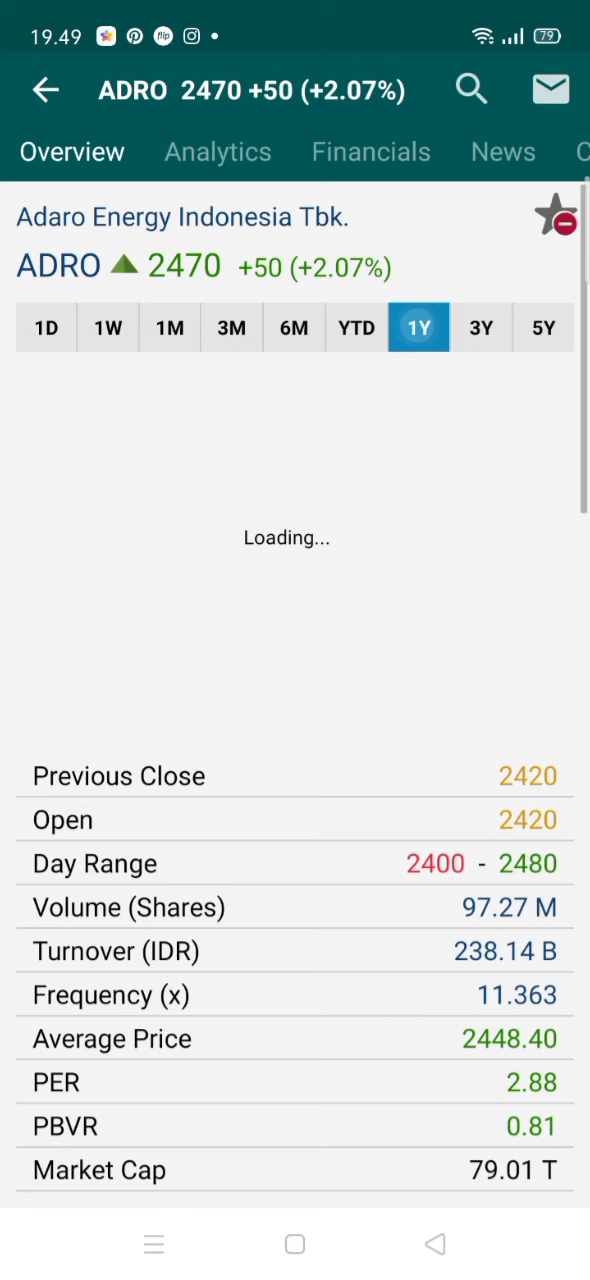 19.49 flip 79
ADRO 2470 +50 (+2.07%)
Overview Analytics Financials News C
Adaro Energy Indonesia Tbk.
ADRO 2470 +50 (+2.07%)
1D 1W 1M 3M 6M YTD 1Y 3Y 5Y
Loading...
Previous Close 2420
Open 2420
Day Range 2400 - 2480
Volume (Shares) 97.27 M
Turnover (IDR) 238.14 B
Frequency (x) 11.363
Average Price 2448.40
PER 2.88
PBVR 0.81
Market Cap 79.01 T